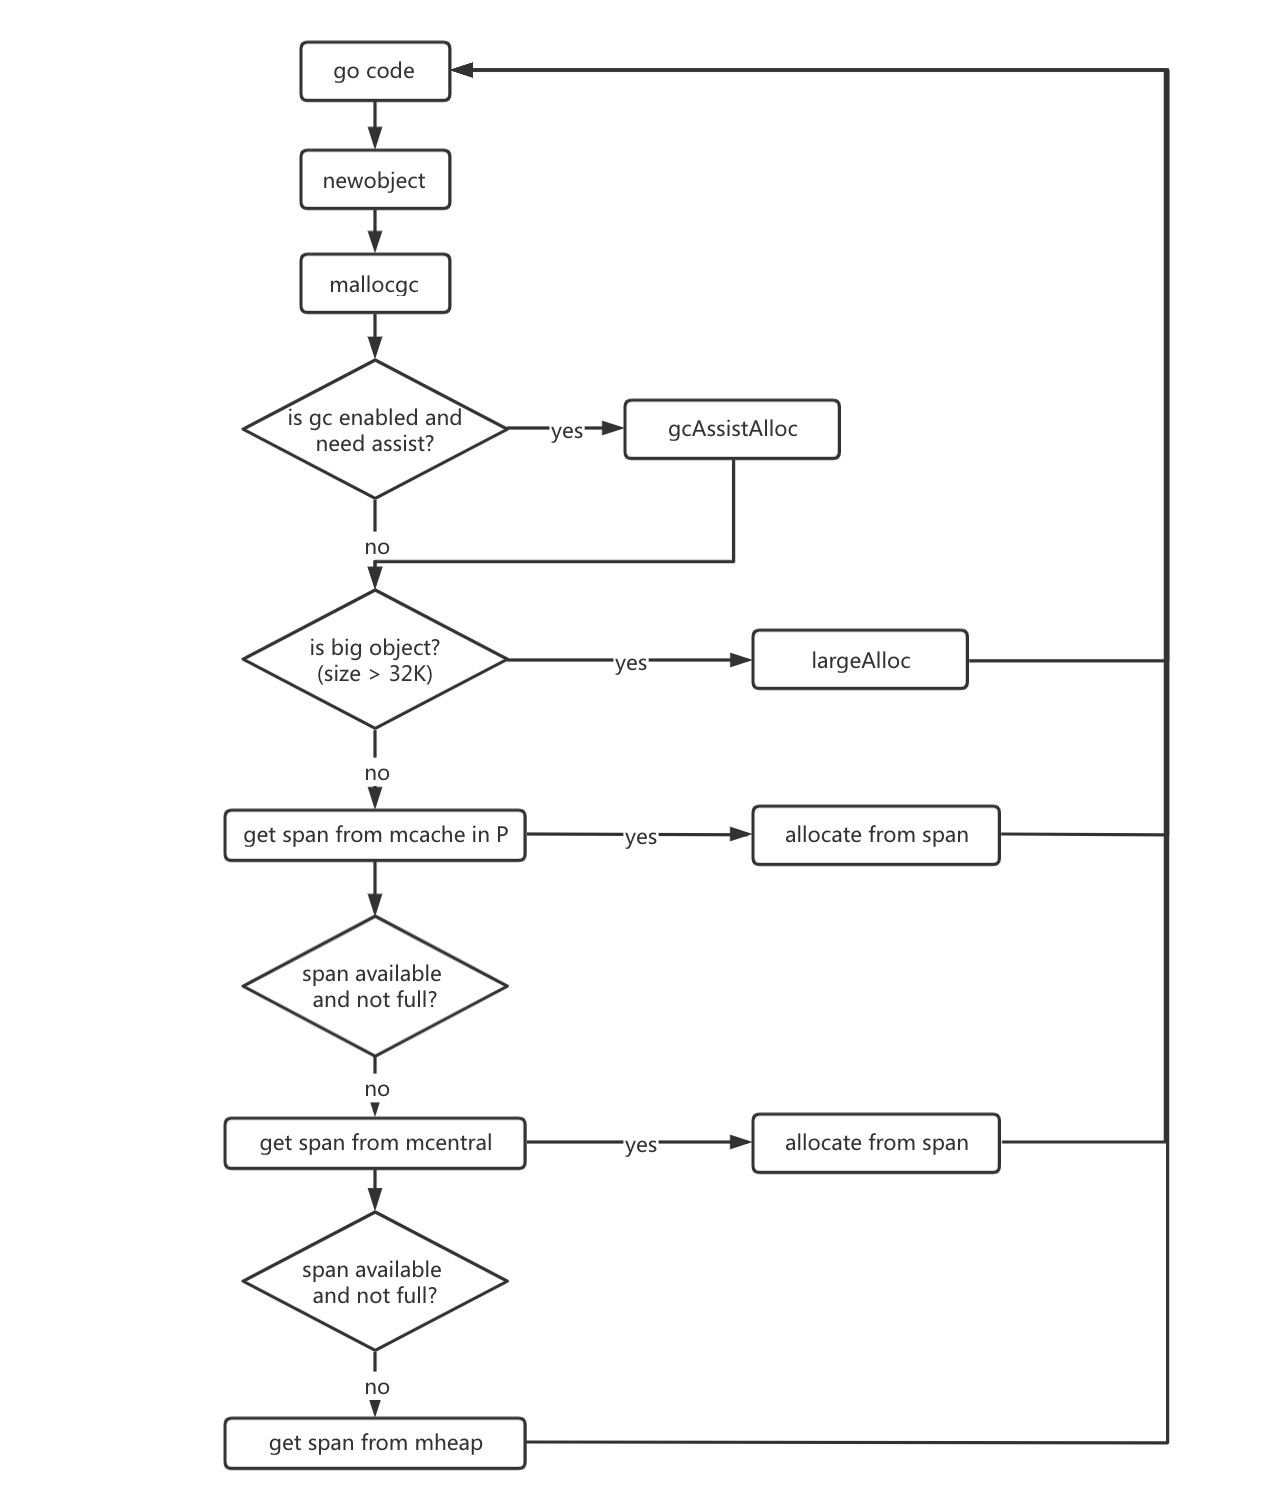 go code
newobject
mallocgc
is gc enabled and
need assist?
yes
gcAssistAlloc
no
is big object?
(size > 32K)
yes
largeAlloc
no
get span from mcache in P
yes
allocate from span
span available
and not full?
no
get span from mcentral
yes
allocate from span
span available
and not full?
no
get span from mheap